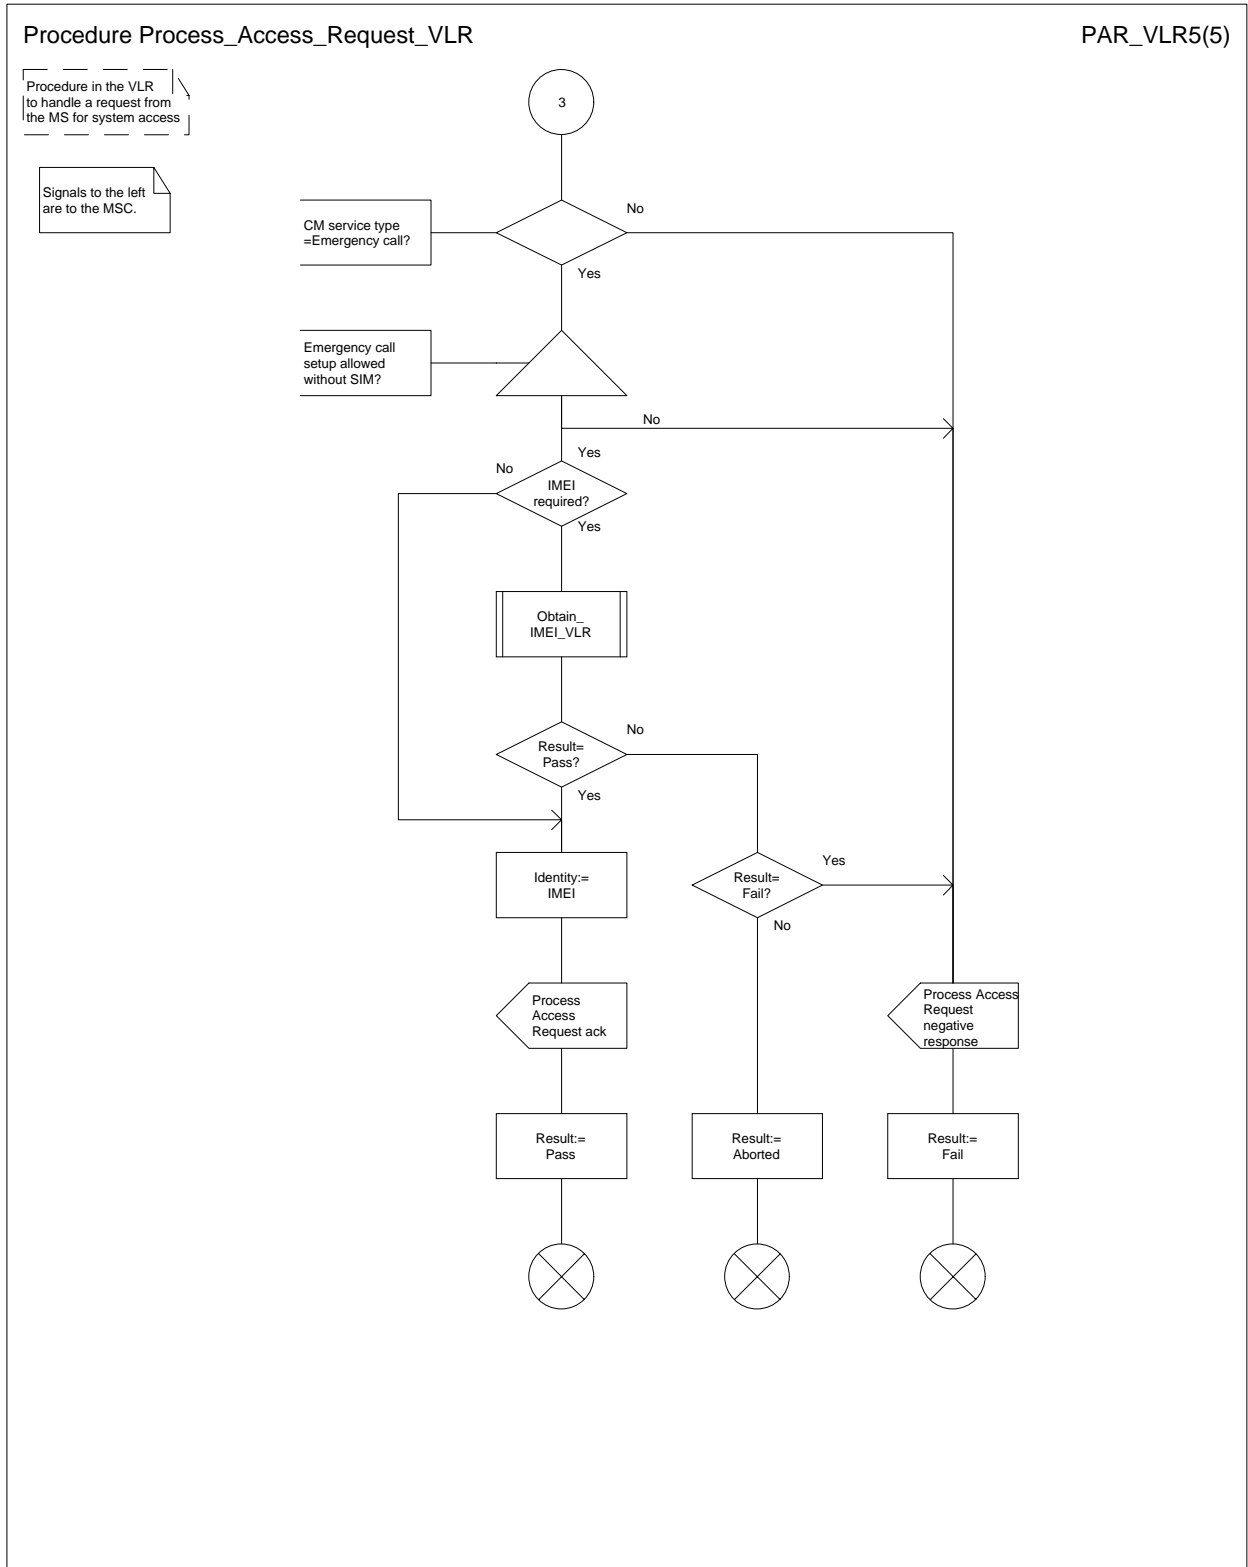 Procedure Process_Access_Request_VLR
PAR_VLR5(5)
Procedure in the VLR
to handle a request from
the MS for system access
3
Signals to the left
are to the MSC.
No
CM service type
=Emergency call?
Yes
Emergency call
setup allowed
without SIM?
No
Yes
No
IMEI
required?
Yes
Obtain_
IMEI_VLR
No
Result=
Pass?
Yes
Yes
Identity:=
IMEI
Result=
Fail?
No
Process
Access
Request ack
Process Access
Request
negative
response
Result:=
Pass
Result:=
Aborted
Result:=
Fail